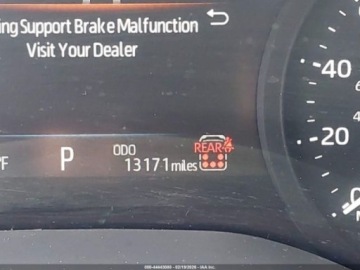 ing Support Brake Malfunction
Visit Your Dealer
40
20
°F P ODO 13171 miles REAR